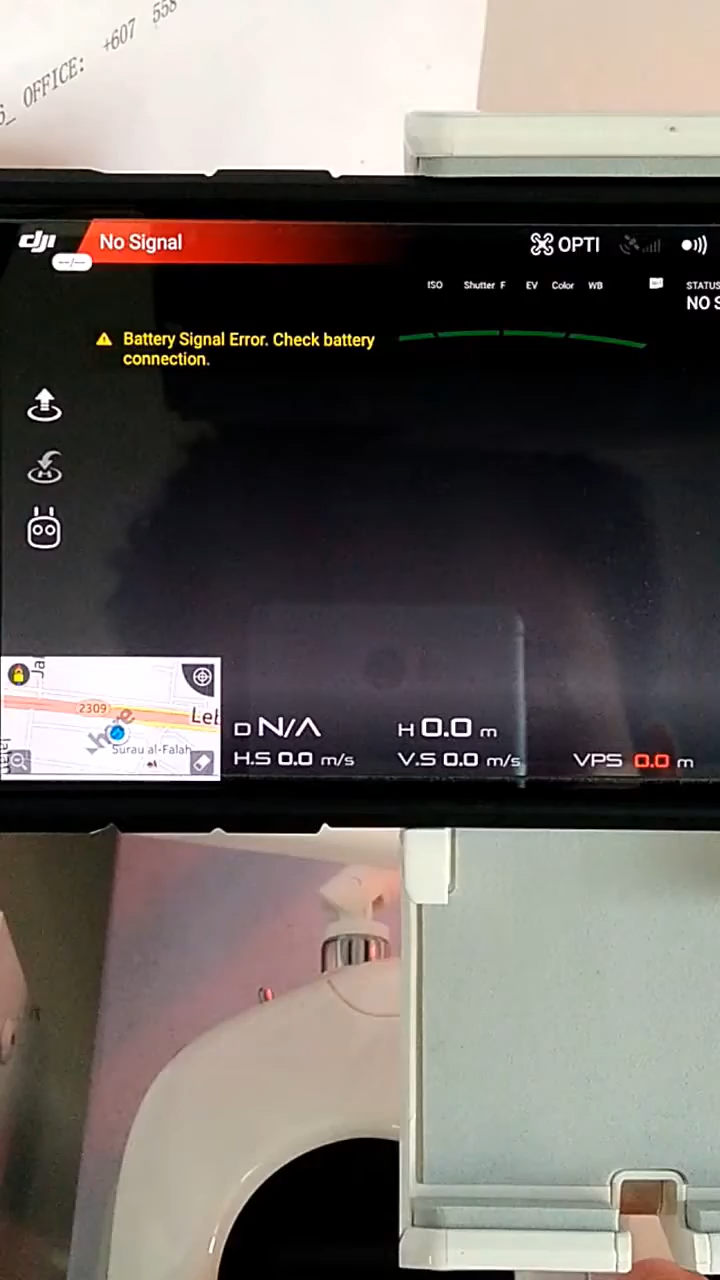 OFFICE: +607 558
dji
No Signal
OPTI
--/--
ISO Shutter F EV Color WB
STATUS
NO S
Battery Signal Error. Check battery
connection.
H
2309
Surau al-Falah
D N/A
H 0.0 m
H.S 0.0 m/s
V.S 0.0 m/s
VPS 0.0 m